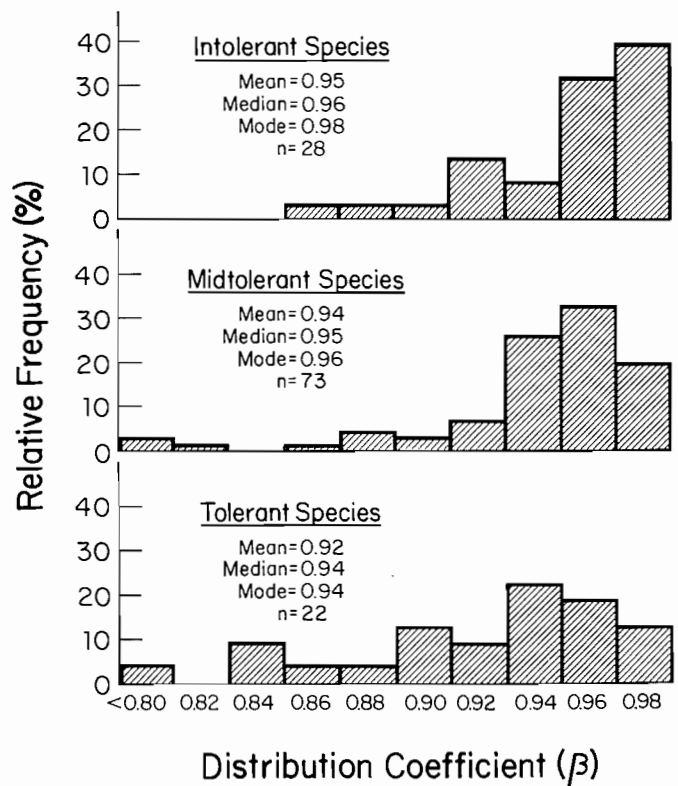 Relative Frequency (%)
40
30
20
10
0
Intolerant Species
Mean=0.95
Median=0.96
Mode=0.98
n=28
40
30
20
10
0
Midtolerant Species
Mean=0.94
Median=0.95
Mode=0.96
n=73
40
30
20
10
0
Tolerant Species
Mean=0.92
Median=0.94
Mode=0.94
n=22
<0.80 0.82 0.84 0.86 0.88 0.90 0.92 0.94 0.96 0.98
Distribution Coefficient (β)